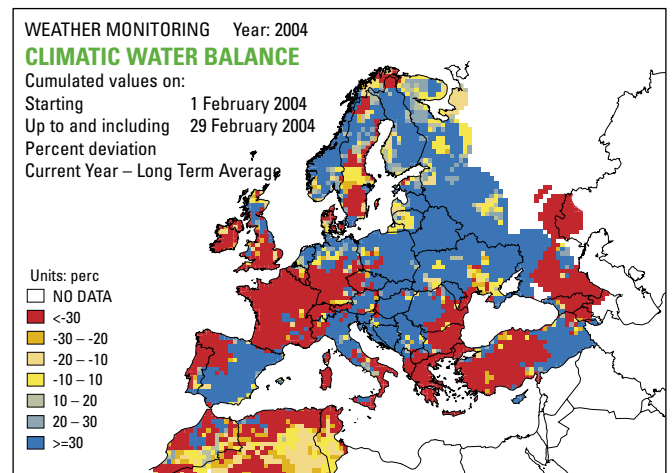 WEATHER MONITORING Year: 2004
CLIMATIC WATER BALANCE
Cumulated values on:
Starting 1 February 2004
Up to and including 29 February 2004
Percent deviation
Current Year – Long Term Average
Units: perc
NO DATA
<-30
-30 – -20
-20 – -10
-10 – 10
10 – 20
20 – 30
>=30